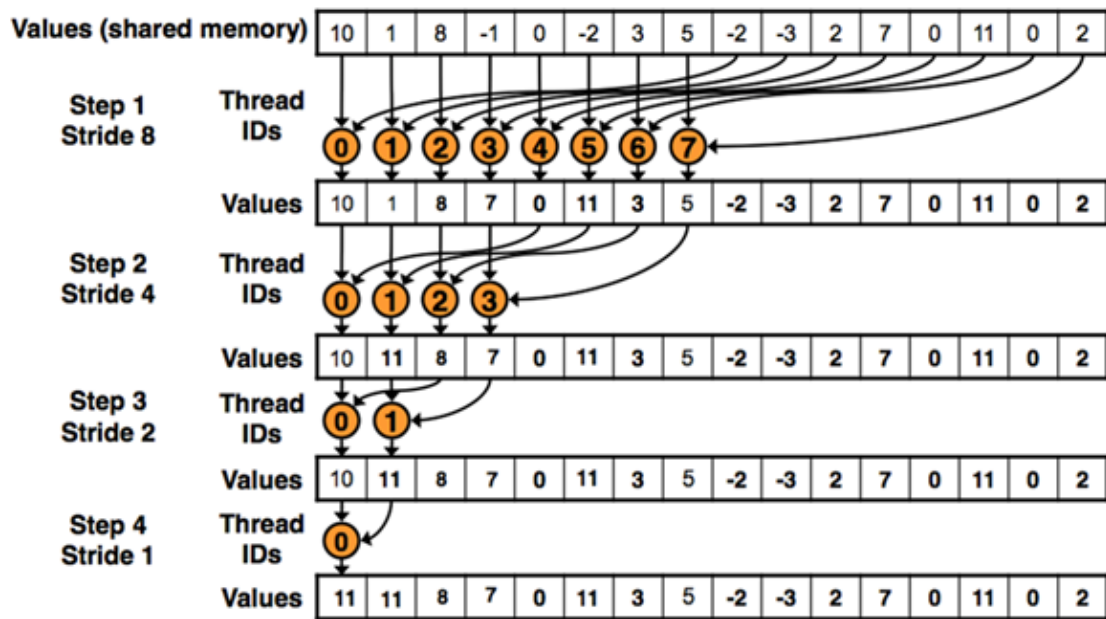 Values (shared memory) 10 1 8 -1 0 -2 3 5 -2 -3 2 7 0 11 0 2
Step 1 Thread
Stride 8 IDs
0 1 2 3 4 5 6 7
Values 10 1 8 7 0 11 3 5 -2 -3 2 7 0 11 0 2
Step 2 Thread
Stride 4 IDs
0 1 2 3
Values 10 11 8 7 0 11 3 5 -2 -3 2 7 0 11 0 2
Step 3 Thread
Stride 2 IDs
0 1
Values 10 11 8 7 0 11 3 5 -2 -3 2 7 0 11 0 2
Step 4 Thread
Stride 1 IDs
0
Values 11 11 8 7 0 11 3 5 -2 -3 2 7 0 11 0 2